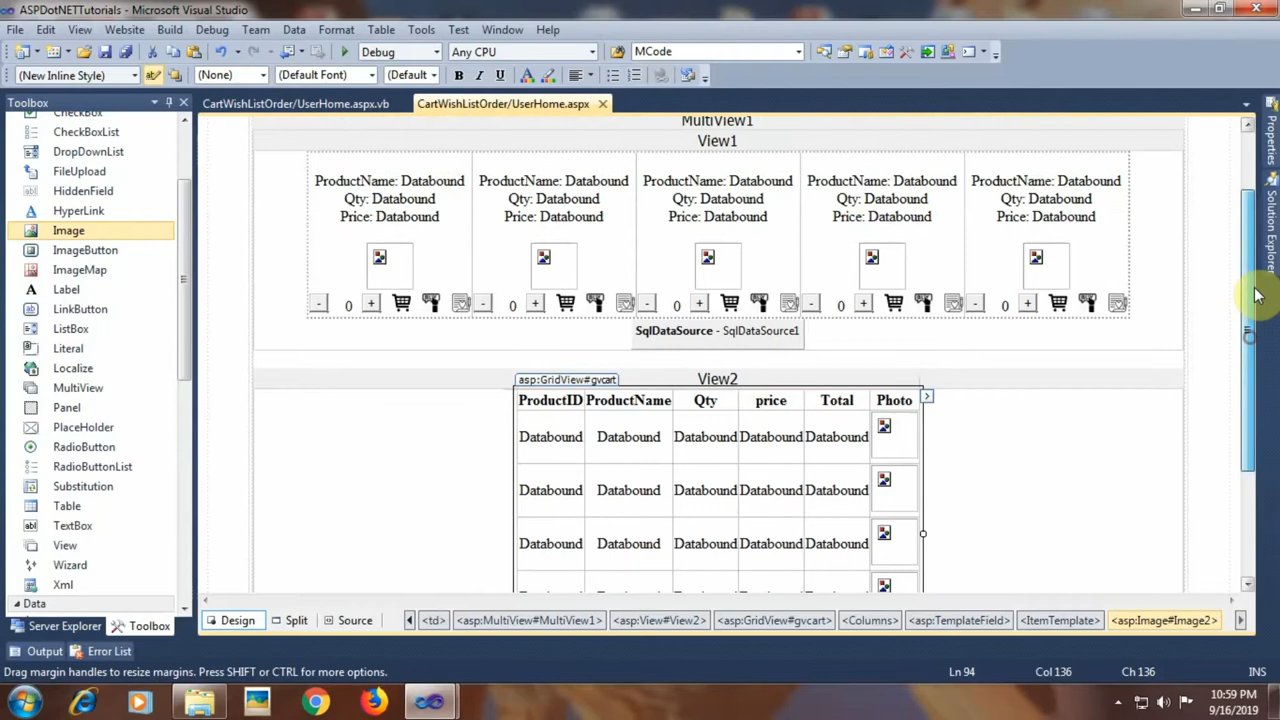 ASPDotNETTutorials - Microsoft Visual Studio
File Edit View Website Build Debug Team Data Format Table Tools Test Window Help
Debug Any CPU MCode
(New Inline Style) (None) (Default Font) (Default B I U A
Toolbox
CartWishListOrder/UserHome.aspx.vb CartWishListOrder/UserHome.aspx
CheckBox
CheckBoxList
DropDownList
FileUpload
HiddenField
HyperLink
Image
ImageButton
ImageMap
Label
LinkButton
ListBox
Literal
Localize
MultiView
Panel
PlaceHolder
RadioButton
RadioButtonList
Substitution
Table
TextBox
View
Wizard
Xml
Data
Server Explorer Toolbox
MultiView1
View1
ProductName: Databound ProductName: Databound ProductName: Databound ProductName: Databound ProductName: Databound
Qty: Databound Qty: Databound Qty: Databound Qty: Databound Qty: Databound
Price: Databound Price: Databound Price: Databound Price: Databound Price: Databound
- 0 + - 0 + - 0 + - 0 + - 0 +
SqlDataSource - SqlDataSource1
asp:GridView#gvcart View2
ProductID ProductName Qty price Total Photo
Databound Databound Databound Databound Databound
Databound Databound Databound Databound Databound
Databound Databound Databound Databound Databound
Properties
Solution Explorer
Design Split Source <td> <asp:MultiView#MultiView1> <asp:View#View2> <asp:GridView#gvcart> <Columns> <asp:TemplateField> <ItemTemplate> <asp:Image#Image2>
Output Error List
Drag margin handles to resize margins. Press SHIFT or CTRL for more options. Ln 94 Col 136 Ch 136 INS
10:59 PM
9/16/2019